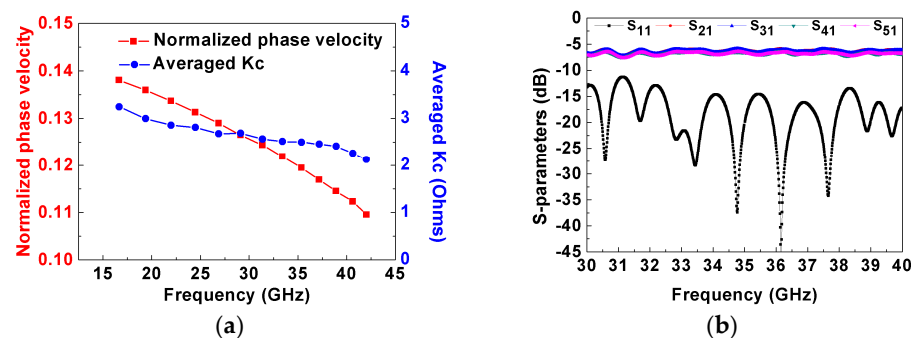 0.15
0.14
0.13
0.12
0.11
0.10
Normalized phase velocity
Normalized phase velocity
Averaged Kc
5
4
3
2
1
0
Averaged Kc (Ohms)
15 20 25 30 35 40 45
Frequency (GHz)
(a)
0
-5
-10
-15
-20
-25
-30
-35
-40
-45
S-parameters (dB)
S11 S21 S31 S41 S51
30 31 32 33 34 35 36 37 38 39 40
Frequency (GHz)
(b)